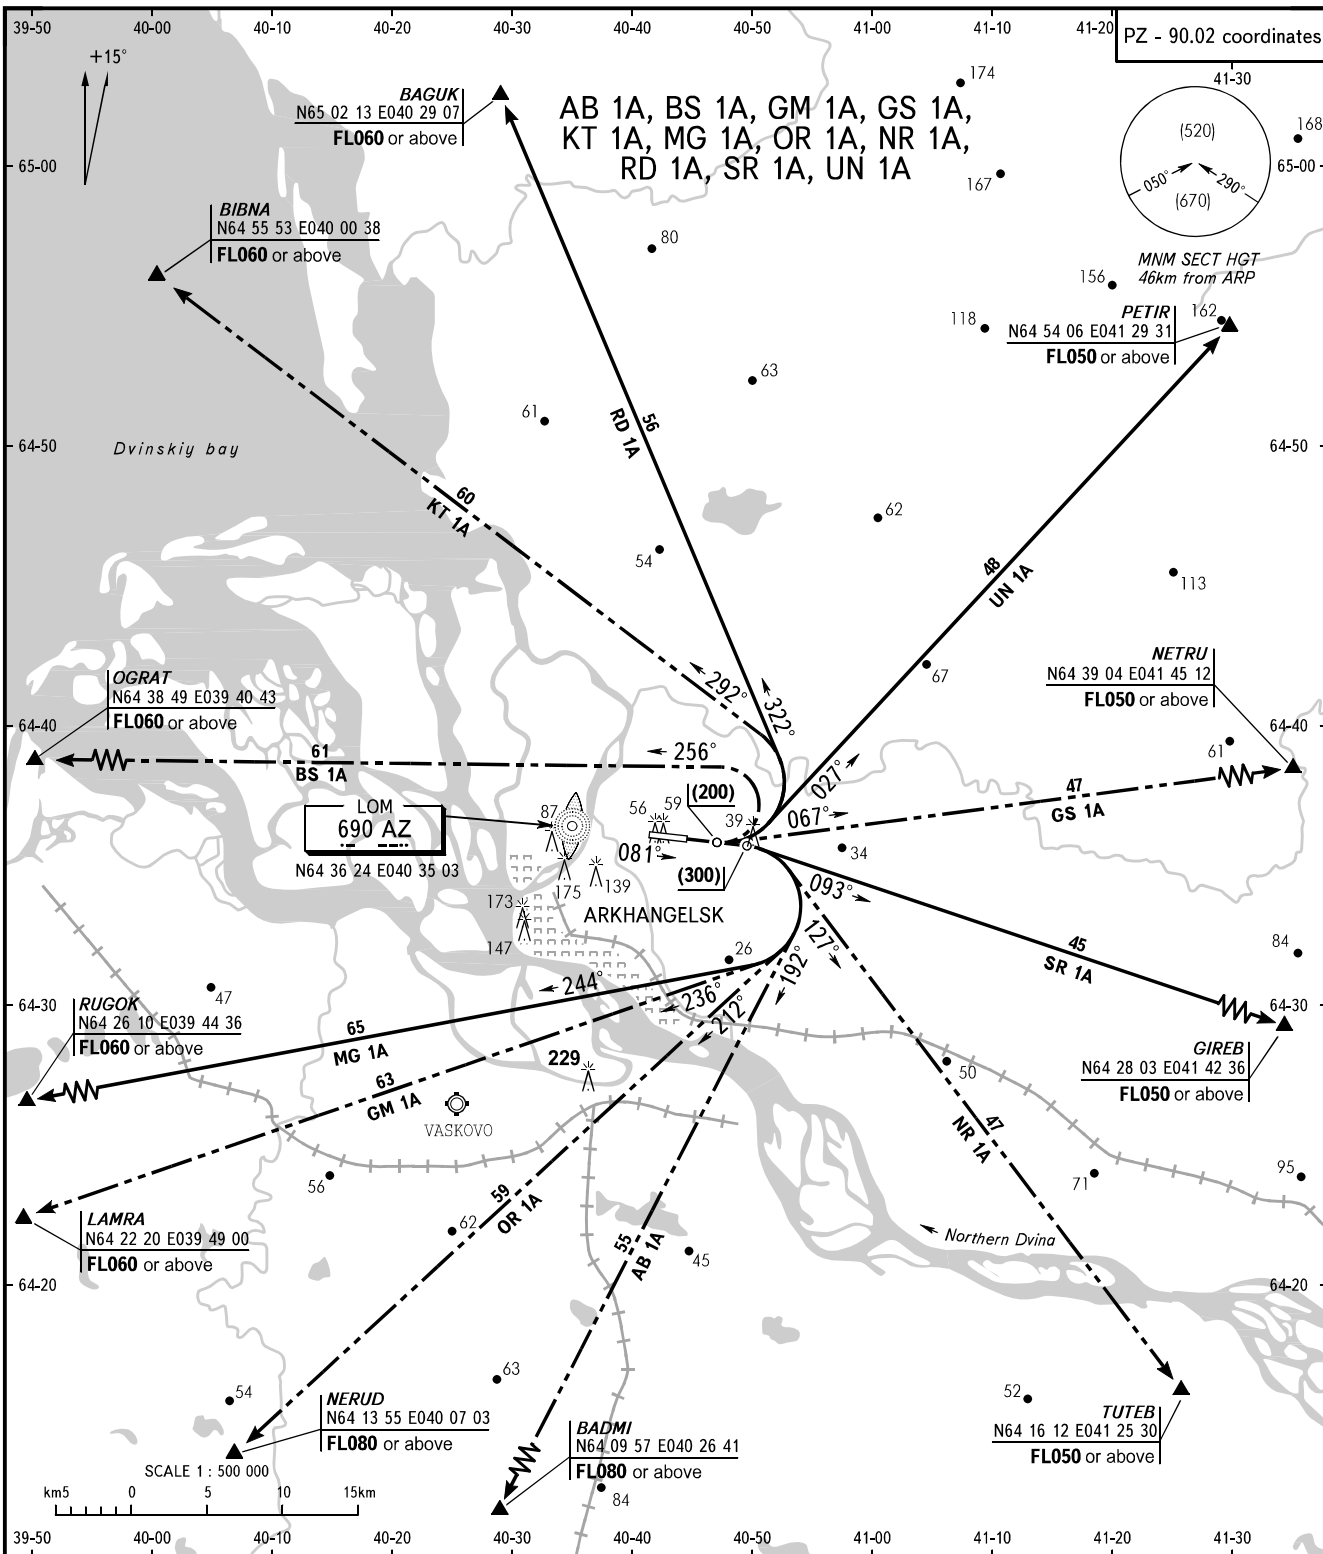 39-50 40-00 40-10 40-20 40-30 40-40 40-50 41-00 41-10 41-20
PZ - 90.02 coordinates
41-30
+15°
BAGUK
N65 02 13 E040 29 07
FL060 or above
AB 1A, BS 1A, GM 1A, GS 1A,
KT 1A, MG 1A, OR 1A, NR 1A,
RD 1A, SR 1A, UN 1A
174
168
(520)
050° 290°
(670)
65-00
65-00
167
MNM SECT HGT
46km from ARP
BIBNA
N64 55 53 E040 00 38
FL060 or above
80
156
PETIR
N64 54 06 E041 29 31
FL050 or above
162
118
63
61
56
RD 1A
64-50
Dvinskiy bay
64-50
60
KT 1A
62
54
48
UN 1A
113
NETRU
N64 39 04 E041 45 12
FL050 or above
67
OGRAT
N64 38 49 E039 40 43
FL060 or above
292°
322°
64-40
64-40
61
61
BS 1A
256°
027°
47
GS 1A
LOM
690 AZ
N64 36 24 E040 35 03
87
56
59
(200)
39
067°
081°
(300)
34
093°
175
139
173
147
ARKHANGELSK
26
127°
192°
84
45
SR 1A
244°
236°
212°
47
64-30
64-30
RUGOK
N64 26 10 E039 44 36
FL060 or above
65
MG 1A
229
GIREB
N64 28 03 E041 42 36
FL050 or above
50
63
GM 1A
VASKOVO
47
NR 1A
56
71
95
59
OR 1A
62
LAMRA
N64 22 20 E039 49 00
FL060 or above
55
AB 1A
45
Northern Dvina
64-20
64-20
63
54
52
NERUD
N64 13 55 E040 07 03
FL080 or above
BADMI
N64 09 57 E040 26 41
FL080 or above
TUTEB
N64 16 12 E041 25 30
FL050 or above
84
SCALE 1 : 500 000
km5 0 5 10 15km
39-50 40-00 40-10 40-20 40-30 40-40 40-50 41-00 41-10 41-20 41-30